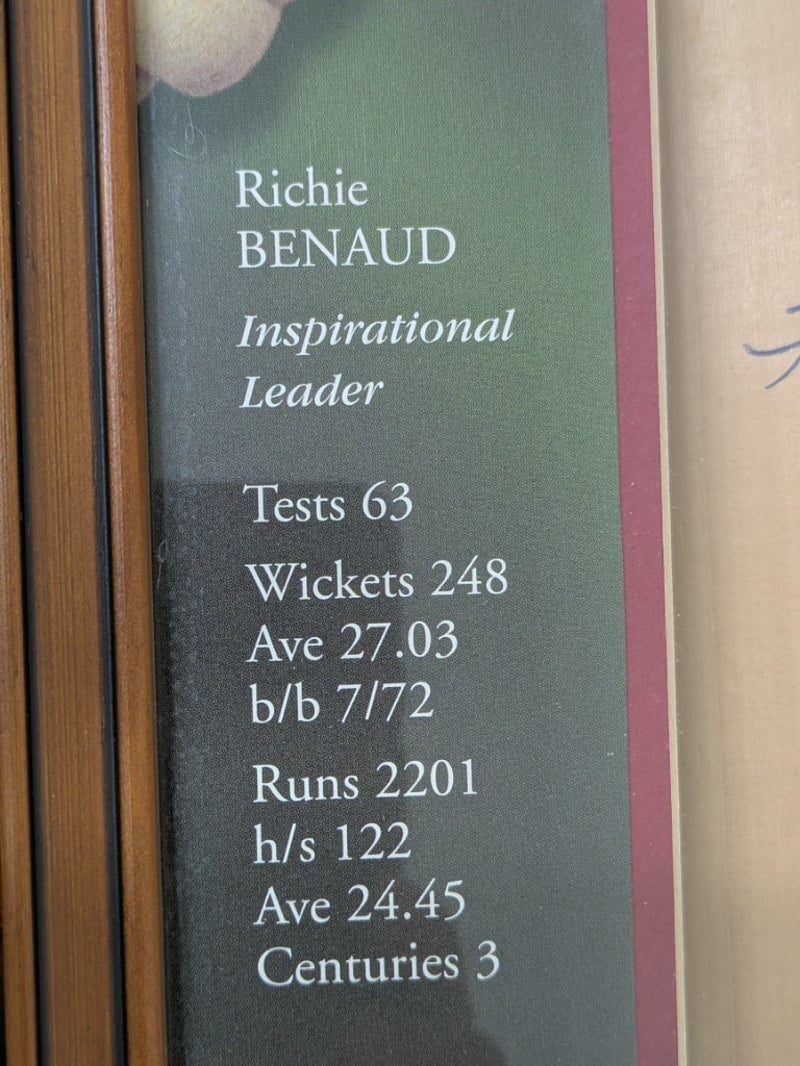 Richie
BENAUD
Inspirational
Leader
Tests 63
Wickets 248
Ave 27.03
b/b 7/72
Runs 2201
h/s 122
Ave 24.45
Centuries 3